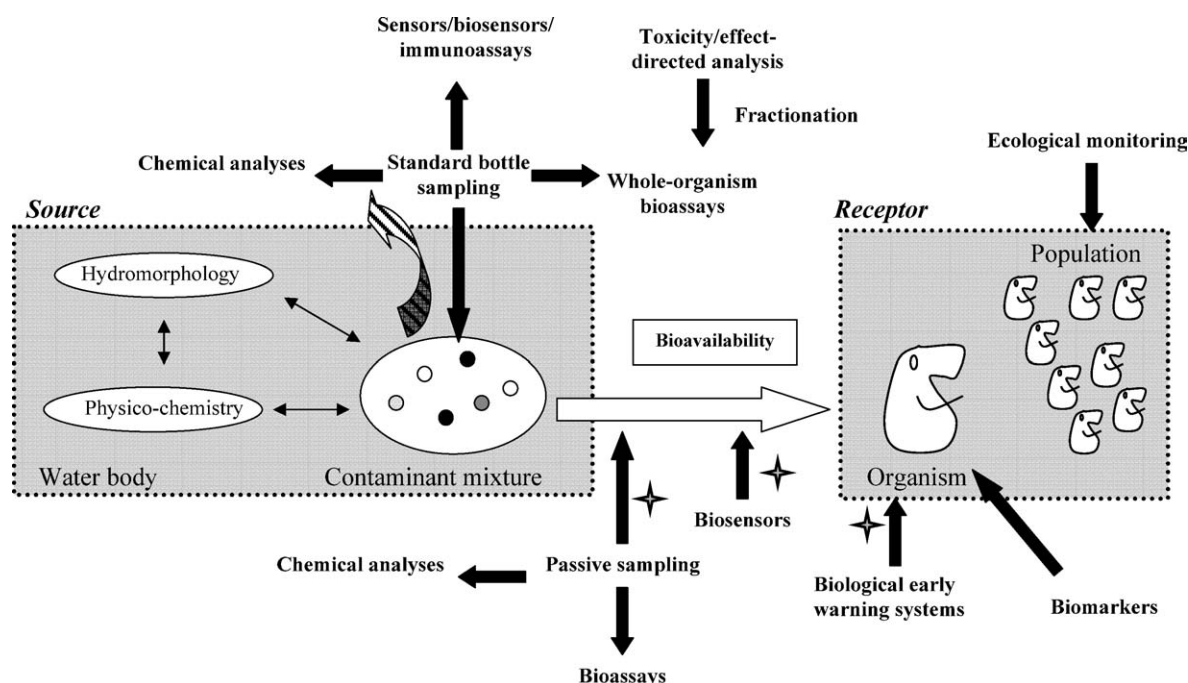 Sensors/biosensors/
immunoassays
Toxicity/effect-
directed analysis
Fractionation
Ecological monitoring
Chemical analyses
Standard bottle
sampling
Whole-organism
bioassays
Source
Receptor
Hydromorphology
Population
Bioavailability
Physico-chemistry
Water body
Contaminant mixture
Organism
Biosensors
Chemical analyses
Passive sampling
Biological early
warning systems
Biomarkers
Bioassays